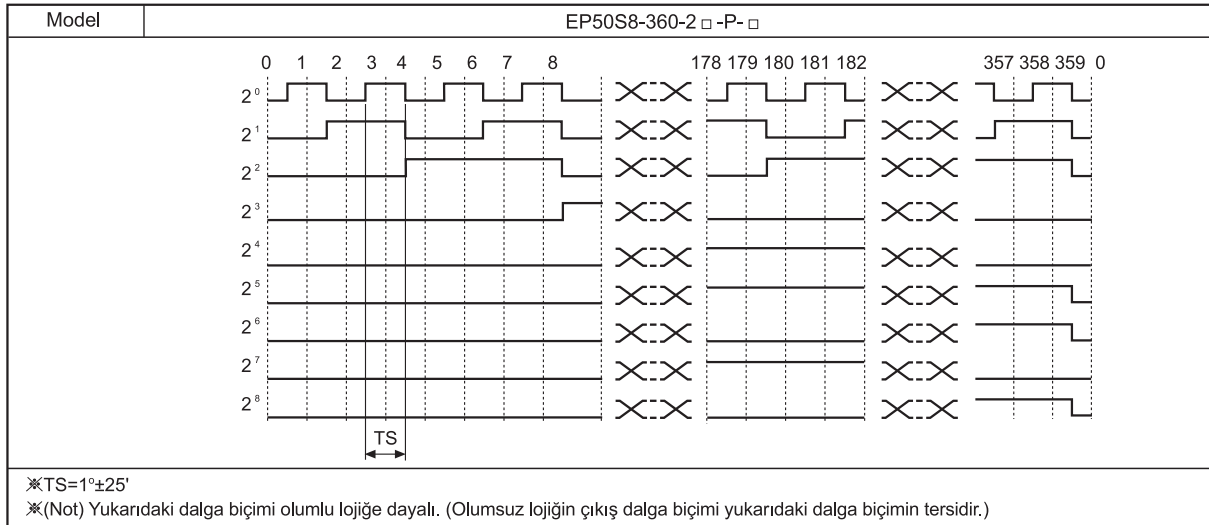 Model EP50S8-360-2 □ -P- □
0 1 2 3 4 5 6 7 8 178 179 180 181 182 357 358 359 0
2⁰
2¹
2²
2³
2⁴
2⁵
2⁶
2⁷
2⁸
TS
※TS=1°±25'
※(Not) Yukarıdaki dalga biçimi olumlu lojiğe dayalı. (Olumsuz lojiğin çıkış dalga biçimi yukarıdaki dalga biçimin tersidir.)